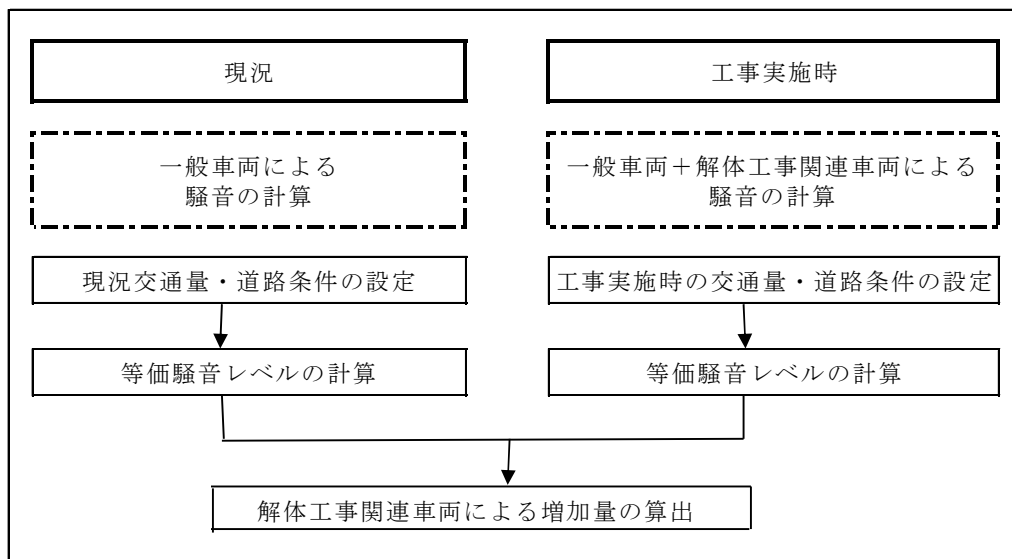 現況
工事実施時
一般車両による
騒音の計算
一般車両＋解体工事関連車両による
騒音の計算
現況交通量・道路条件の設定
工事実施時の交通量・道路条件の設定
等価騒音レベルの計算
等価騒音レベルの計算
解体工事関連車両による増加量の算出